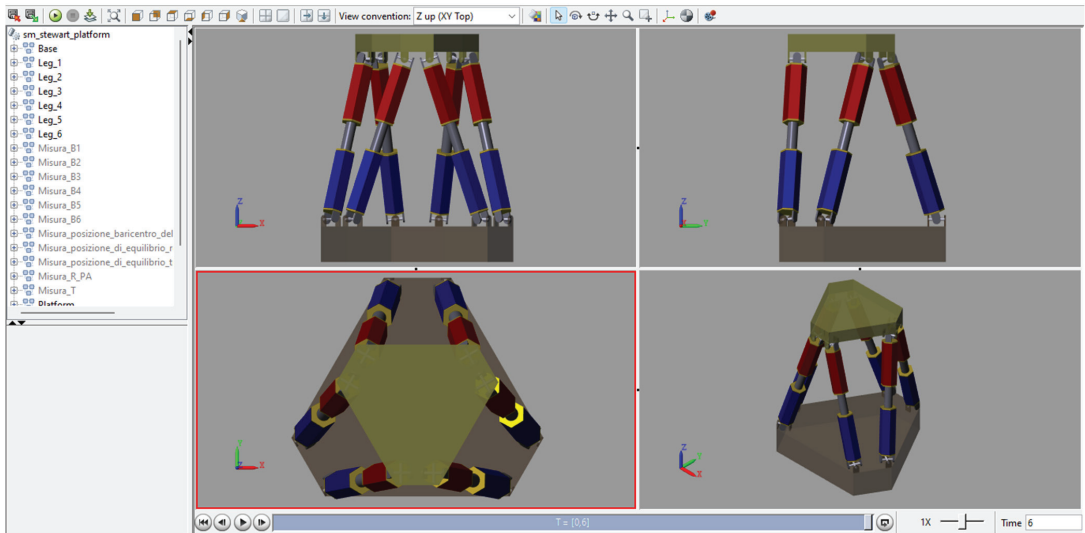 View convention: Z up (XY Top)
sm_stewart_platform
Base
Leg_1
Leg_2
Leg_3
Leg_4
Leg_5
Leg_6
Misura_B1
Misura_B2
Misura_B3
Misura_B4
Misura_B5
Misura_B6
Misura_posizione_baricentro_del
Misura_posizione_di_equilibrio_r
Misura_posizione_di_equilibrio_t
Misura_R_PA
Misura_T
Platform
Z
X
Z
Y
Y
Z
X
Z
Y
X
T = [0,6]
1X
Time 6